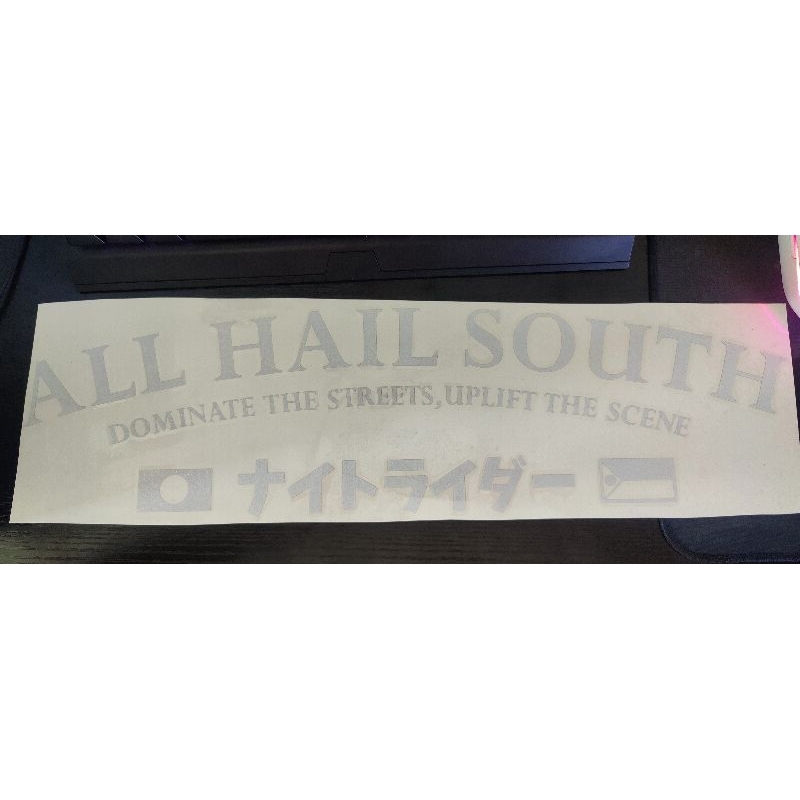 ALL HAIL SOUTH
DOMINATE THE STREETS,UPLIFT THE SCENE
ナイトライダー